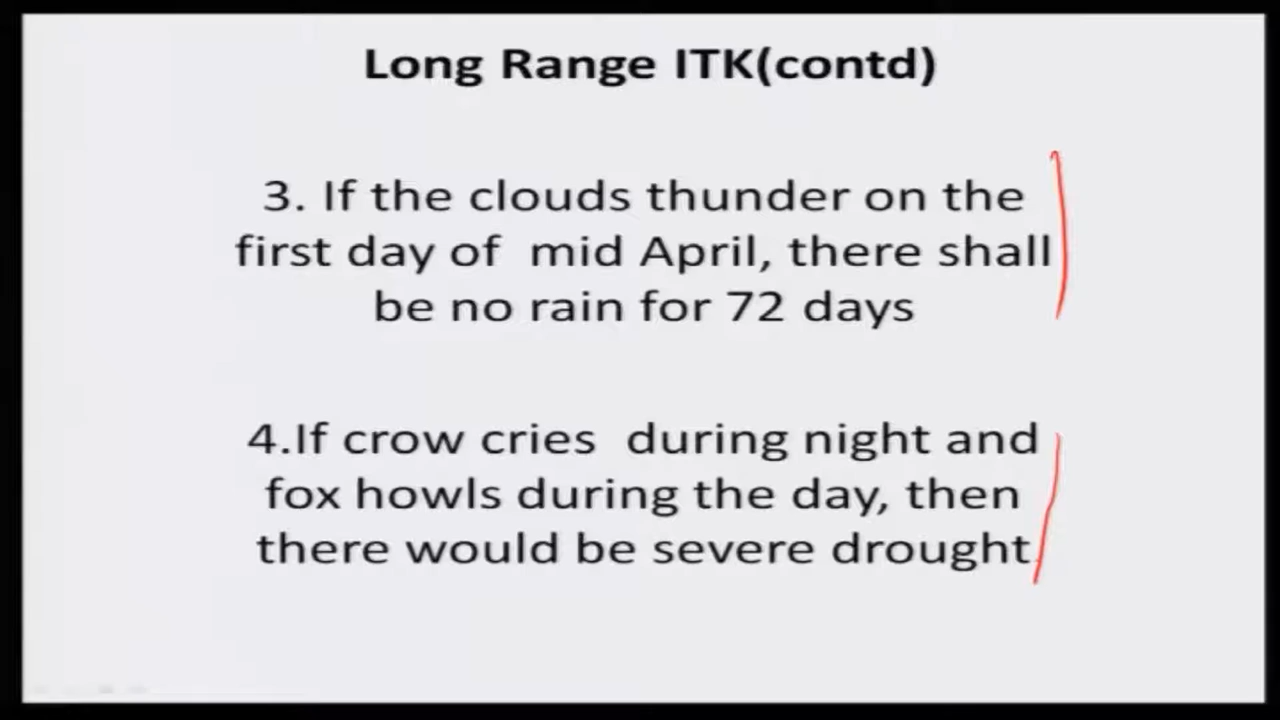 Long Range ITK(contd)
3. If the clouds thunder on the
first day of  mid April, there shall
be no rain for 72 days
4.If crow cries  during night and
fox howls during the day, then
there would be severe drought.